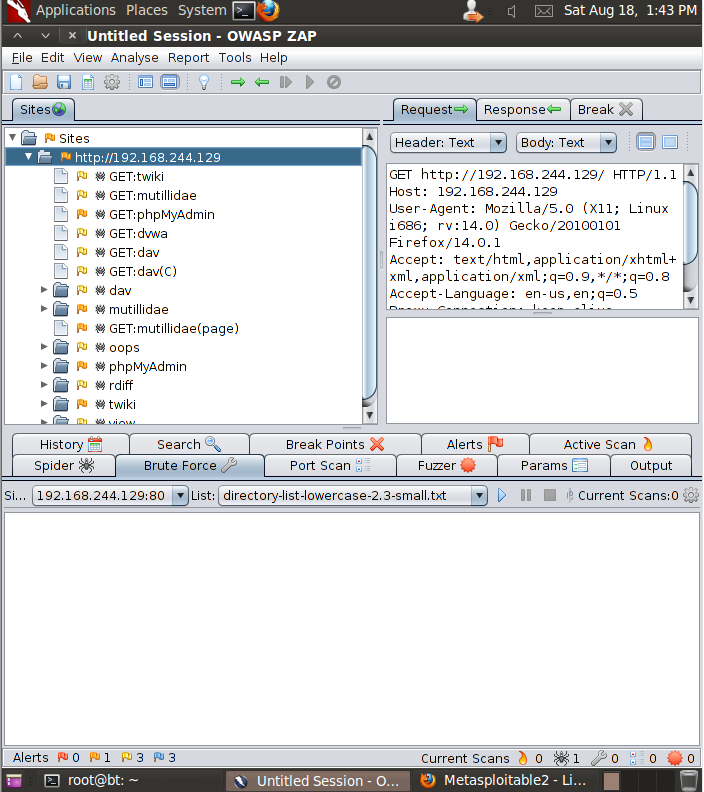 Applications Places System Sat Aug 18, 1:43 PM
Untitled Session - OWASP ZAP
File Edit View Analyse Report Tools Help
Sites
Request Response Break
Sites
http://192.168.244.129
GET:twiki
GET:mutillidae
GET:phpMyAdmin
GET:dvwa
GET:dav
GET:dav(C)
dav
mutillidae
GET:mutillidae(page)
oops
phpMyAdmin
rdiff
twiki
view
Header: Text Body: Text
GET http://192.168.244.129/ HTTP/1.1
Host: 192.168.244.129
User-Agent: Mozilla/5.0 (X11; Linux
i686; rv:14.0) Gecko/20100101
Firefox/14.0.1
Accept: text/html,application/xhtml+
xml,application/xml;q=0.9,*/*;q=0.8
Accept-Language: en-us,en;q=0.5
Proxy-Connection: keep-alive
History Search Break Points Alerts Active Scan
Spider Brute Force Port Scan Fuzzer Params Output
Si... 192.168.244.129:80 List: directory-list-lowercase-2.3-small.txt Current Scans:0
Alerts 0 1 3 3 Current Scans 0 1 0 0 0
root@bt: ~ Untitled Session - O... Metasploitable2 - Li...